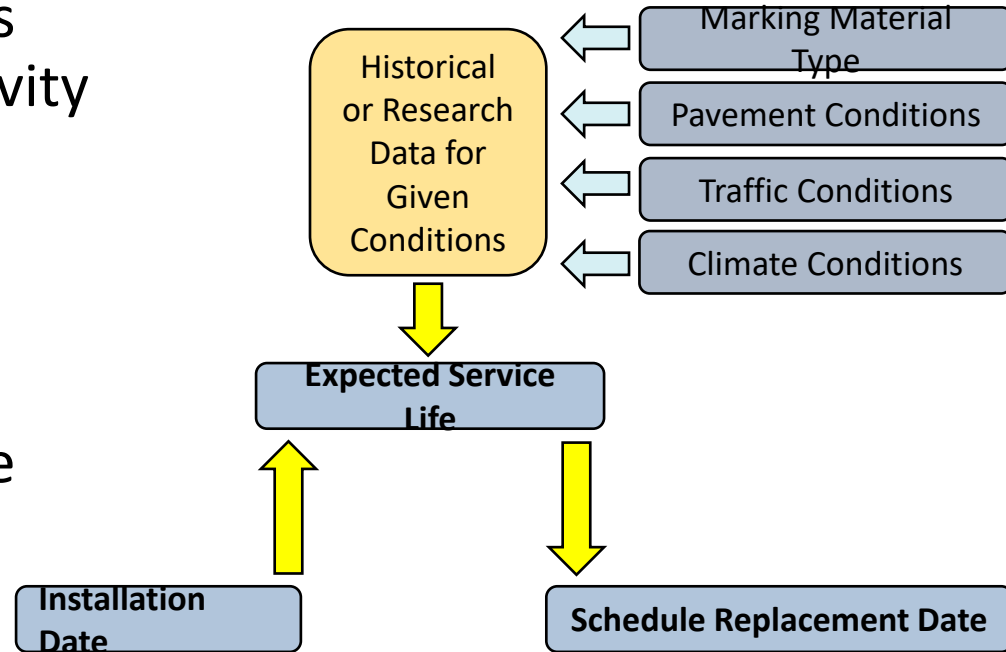 s
vity
e
Historical
or Research
Data for
Given
Conditions
Marking Material
Type
Pavement Conditions
Traffic Conditions
Climate Conditions
Expected Service
Life
Installation
Date
Schedule Replacement Date